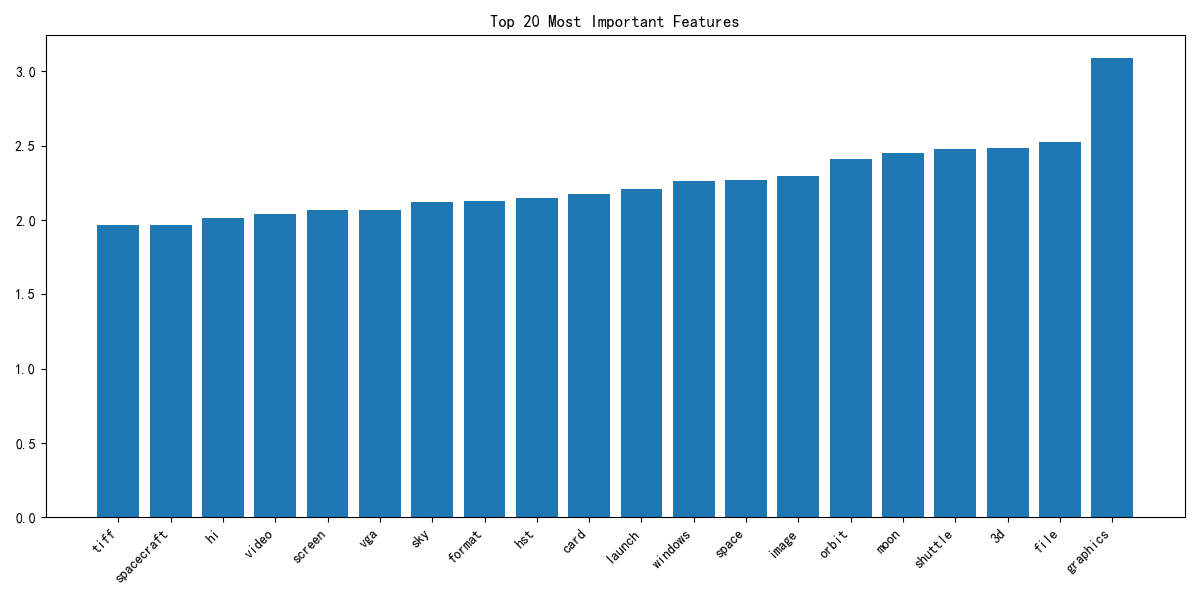 Top 20 Most Important Features
3.0
2.5
2.0
1.5
1.0
0.5
0.0
tiff
spacecraft
hi
video
screen
vga
sky
format
hst
card
launch
windows
space
image
orbit
moon
shuttle
3d
file
graphics